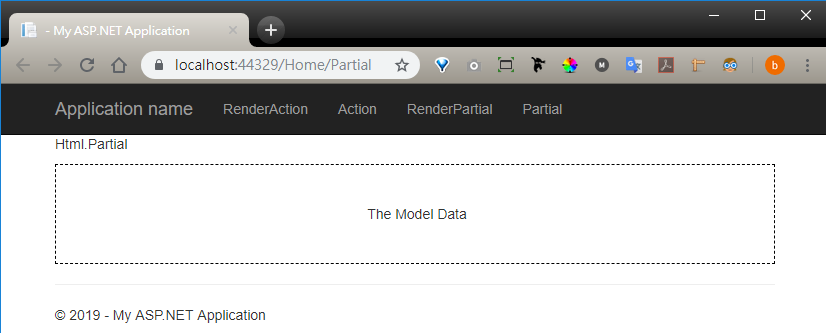 - My ASP.NET Application
localhost:44329/Home/Partial
M
b
Application name RenderAction Action RenderPartial Partial
Html.Partial
The Model Data
© 2019 - My ASP.NET Application